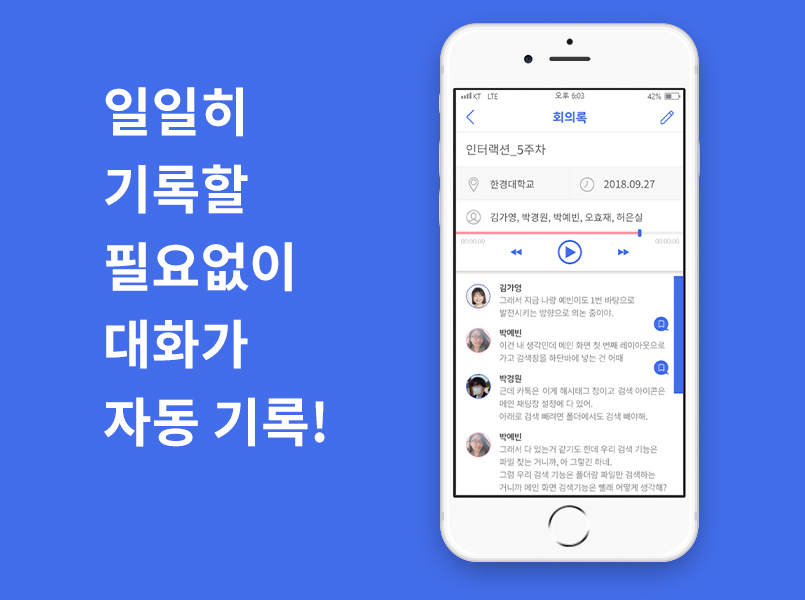 일일히
기록할
필요없이
대화가
자동 기록!
KT LTE 오후 6:03 42%
회의록
인터랙션_5주차
한경대학교 2018.09.27
김가영, 박경원, 박예빈, 오효재, 허은실
00:00:00 00:00:00
김가영
그래서 지금 나랑 예빈이도 1번 바탕으로
발전시키는 방향으로 의논 중이야.
박예빈
이건 내 생각인데 메인 화면 첫 번째 레이아웃으로
가고 검색창을 하단바에 넣는 건 어때
박경원
근데 카톡은 이게 해시태그 창이고 검색 아이콘은
메인 채팅창 설정에 다 있어.
아래로 검색 빼려면 폴더에서도 검색 빼야해.
박예빈
그래서 다 있는거 같기도 한데 우리 검색 기능은
파일 찾는 거니까, 아 그렇긴 하네.
그럼 우리 검색 기능은 폴더랑 파일만 검색하는
거니까 메인 화면 검색기능은 뺄래 어떻게 생각해?